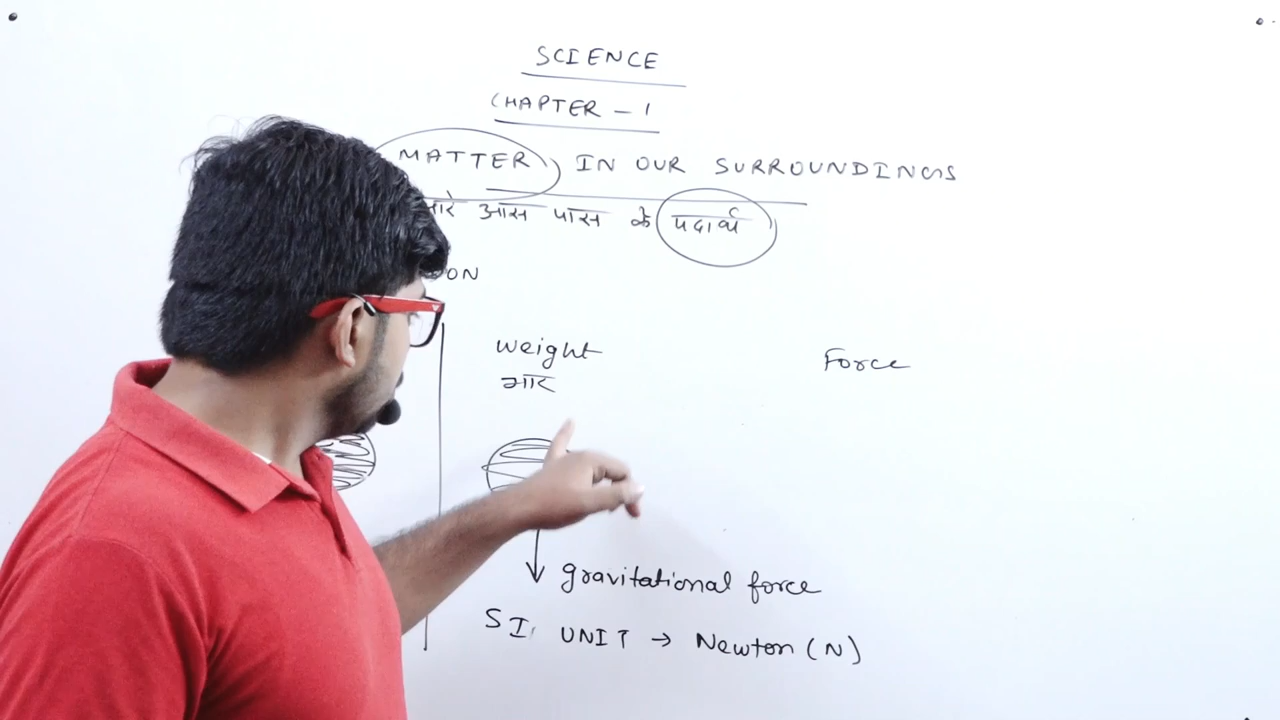 SCIENCE
CHAPTER - 1
MATTER IN OUR SURROUNDINGS
आस पास के पदार्थ
weight
Force
भार
gravitational force
SI UNIT → Newton (N)